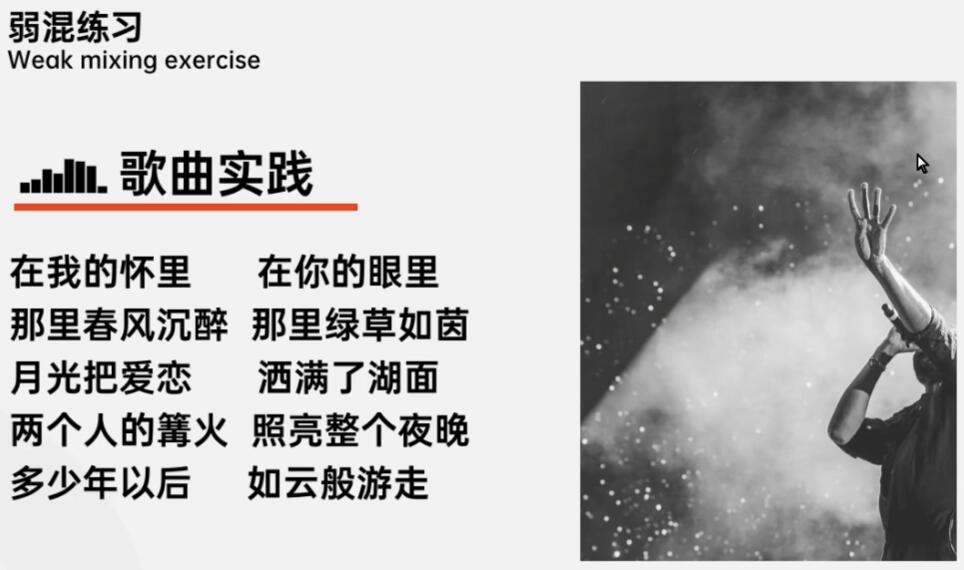 弱混练习
Weak mixing exercise
歌曲实践
在我的怀里 在你的眼里
那里春风沉醉 那里绿草如茵
月光把爱恋 洒满了湖面
两个人的篝火 照亮整个夜晚
多少年以后 如云般游走